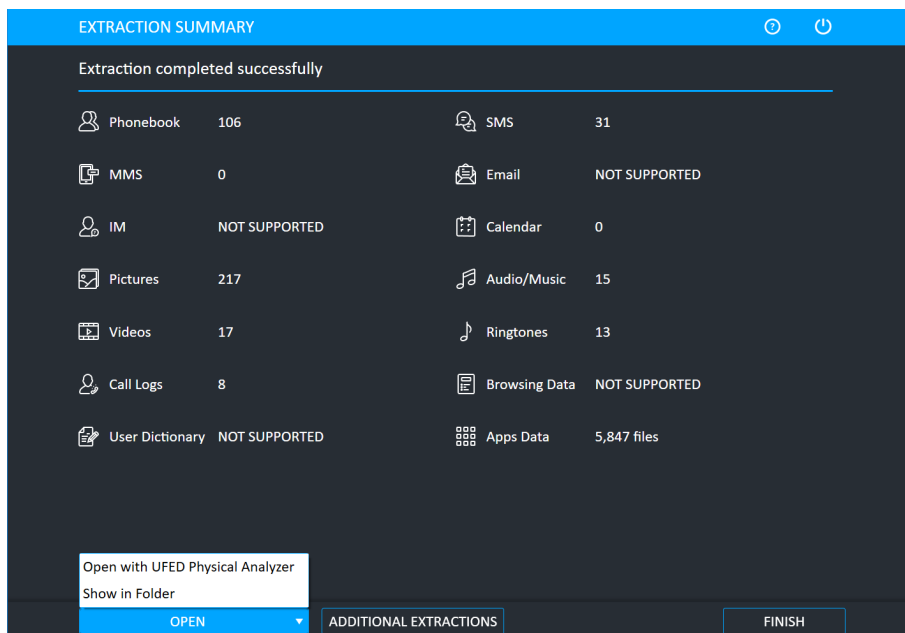 EXTRACTION SUMMARY ?
Extraction completed successfully
Phonebook 106 SMS 31
MMS 0 Email NOT SUPPORTED
IM NOT SUPPORTED Calendar 0
Pictures 217 Audio/Music 15
Videos 17 Ringtones 13
Call Logs 8 Browsing Data NOT SUPPORTED
User Dictionary NOT SUPPORTED Apps Data 5,847 files
Open with UFED Physical Analyzer
Show in Folder
OPEN ADDITIONAL EXTRACTIONS FINISH